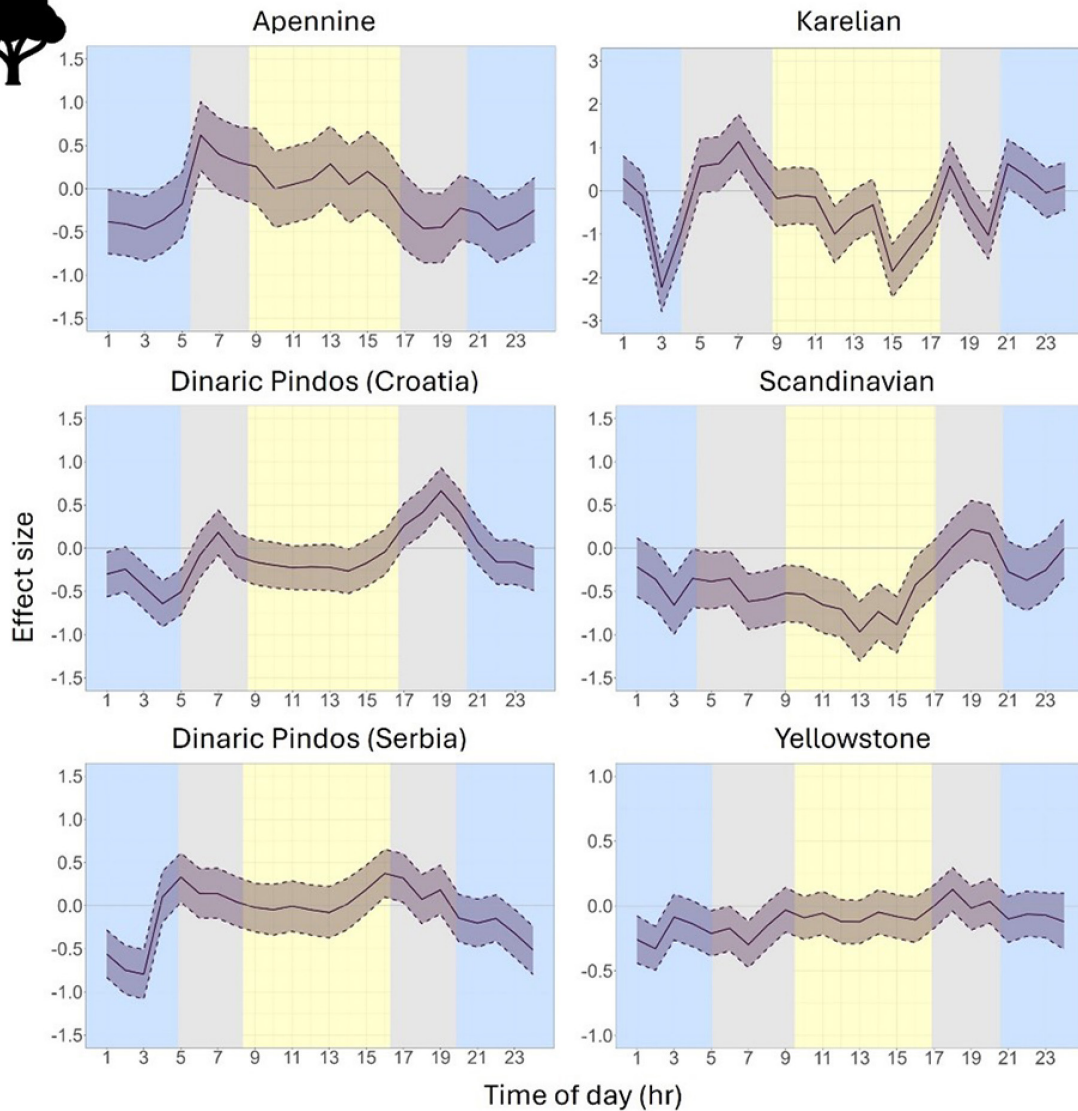 Apennine
1.5
1.0
0.5
0.0
-0.5
-1.0
-1.5
1 3 5 7 9 11 13 15 17 19 21 23
Karelian
3
2
1
0
-1
-2
-3
1 3 5 7 9 11 13 15 17 19 21 23
Dinaric Pindos (Croatia)
1.5
1.0
0.5
0.0
-0.5
-1.0
-1.5
1 3 5 7 9 11 13 15 17 19 21 23
Scandinavian
1.5
1.0
0.5
0.0
-0.5
-1.0
-1.5
1 3 5 7 9 11 13 15 17 19 21 23
Dinaric Pindos (Serbia)
1.5
1.0
0.5
0.0
-0.5
-1.0
-1.5
1 3 5 7 9 11 13 15 17 19 21 23
Yellowstone
1.0
0.5
0.0
-0.5
-1.0
1 3 5 7 9 11 13 15 17 19 21 23
Effect size
Time of day (hr)